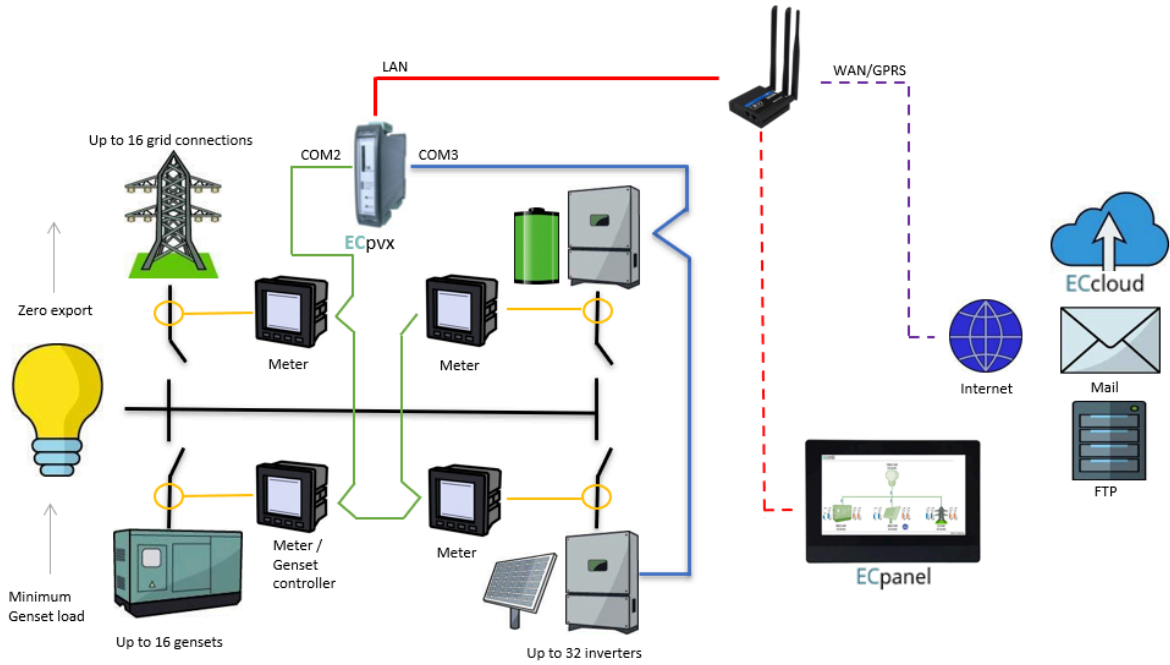 LAN
WAN/GPRS
Up to 16 grid connections
COM2
COM3
ECpvx
Zero export
Meter
Meter
ECcloud
Internet
Mail
FTP
Meter /
Genset
controller
Meter
ECpanel
Minimum
Genset load
Up to 16 gensets
Up to 32 inverters